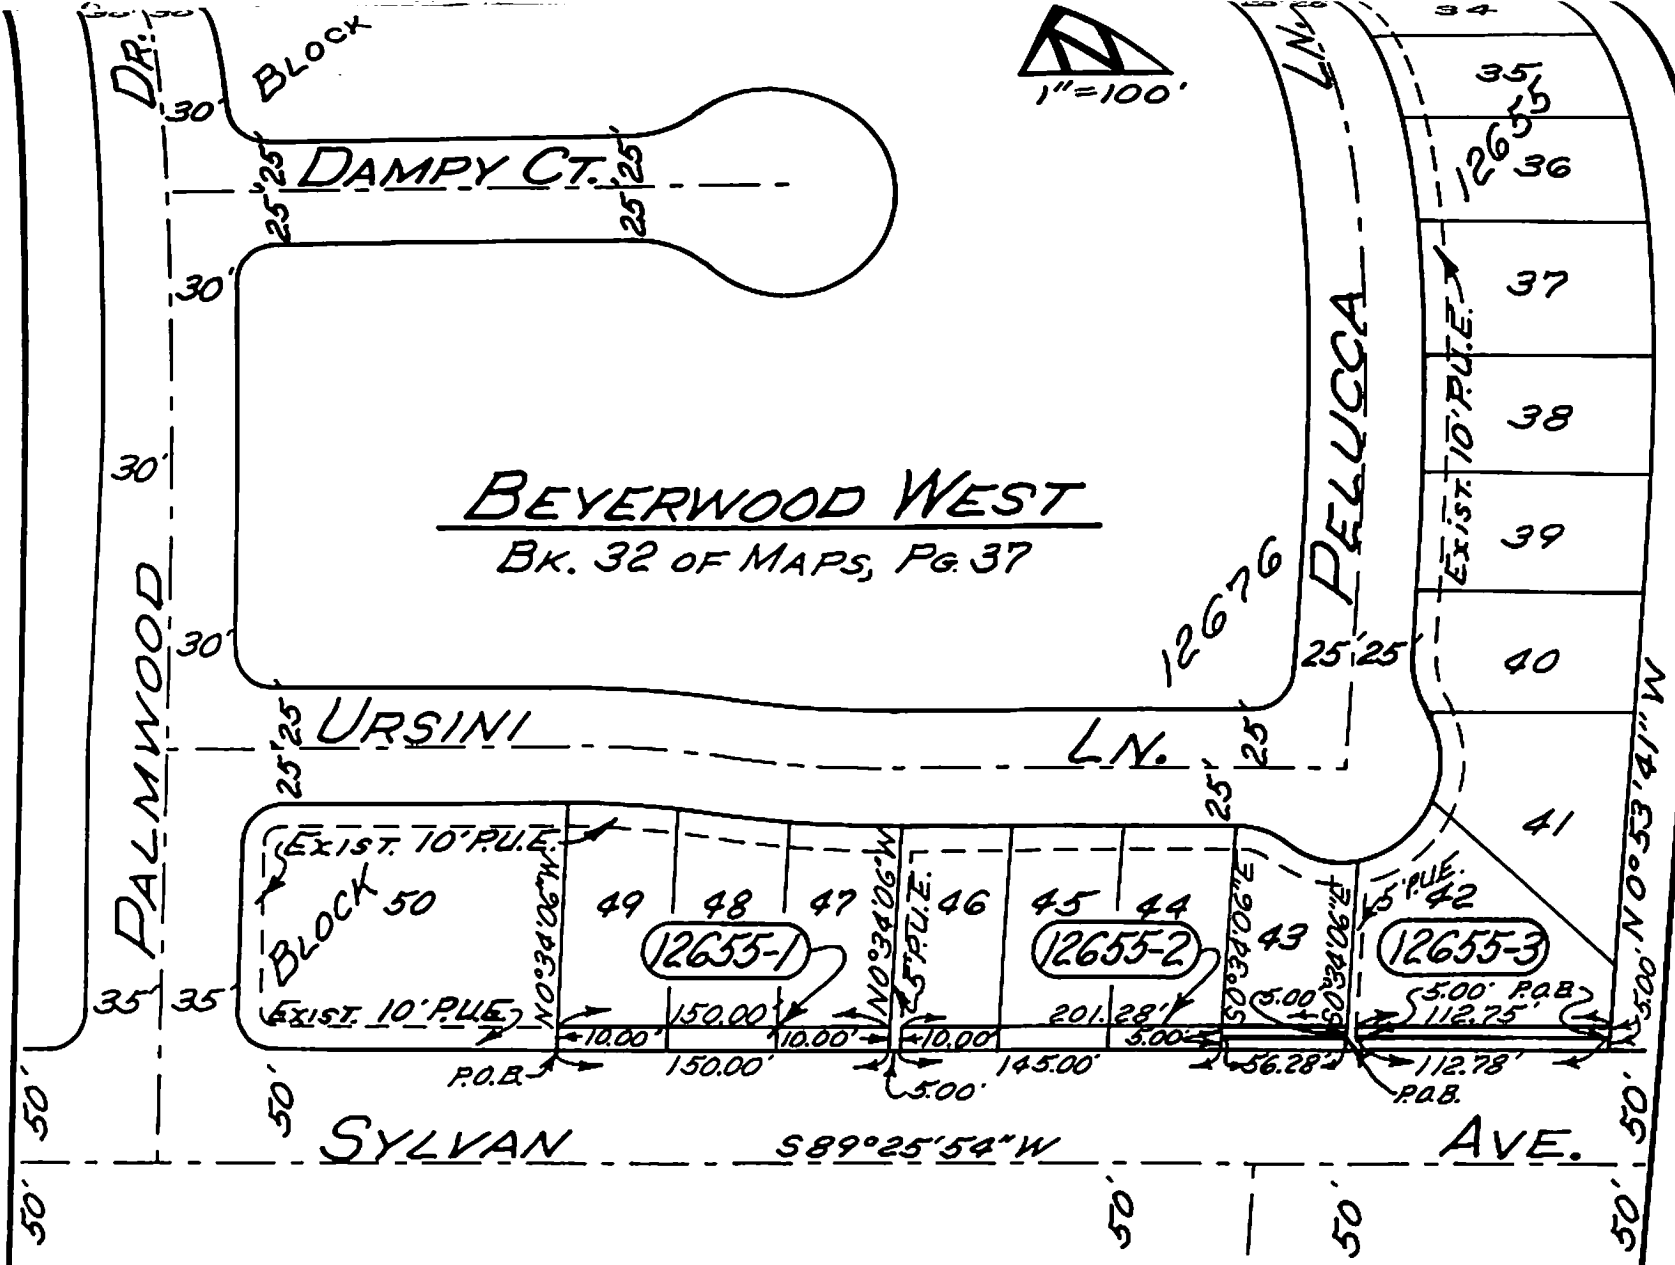 DR.
BLOCK
N
1"=100'
LN.
34
35
12655
36
30'
25'
DAMPY CT.
25'
25'
25'
30'
37
PELUCCA
EXIST. 10' P.U.E.
38
30'
BEYERWOOD WEST
BK. 32 OF MAPS, PG. 37
39
12676
PALMWOOD
30'
25' 25'
40
N 0°53'41" W
25'
URSINI
LN.
25'
25'
25'
41
EXIST. 10' P.U.E.
BLOCK
50
N0°34'06"W
49
48
47
N0°34'06"W
5' P.U.E.
46
45
44
S0°34'06"E
43
S0°34'06"E
5' P.U.E.
42
12655-1
12655-2
12655-3
35' 35'
EXIST. 10' P.U.E.
150.00'
201.28'
5.00'
5.00' P.O.B.
112.75'
5.00'
10.00'
10.00'
10.00'
5.00'
P.O.B.
150.00'
5.00'
145.00'
56.28'
112.78'
P.O.B.
50'
50'
50'
SYLVAN
S89°25'54"W
AVE.
50'
50'
50'
50'